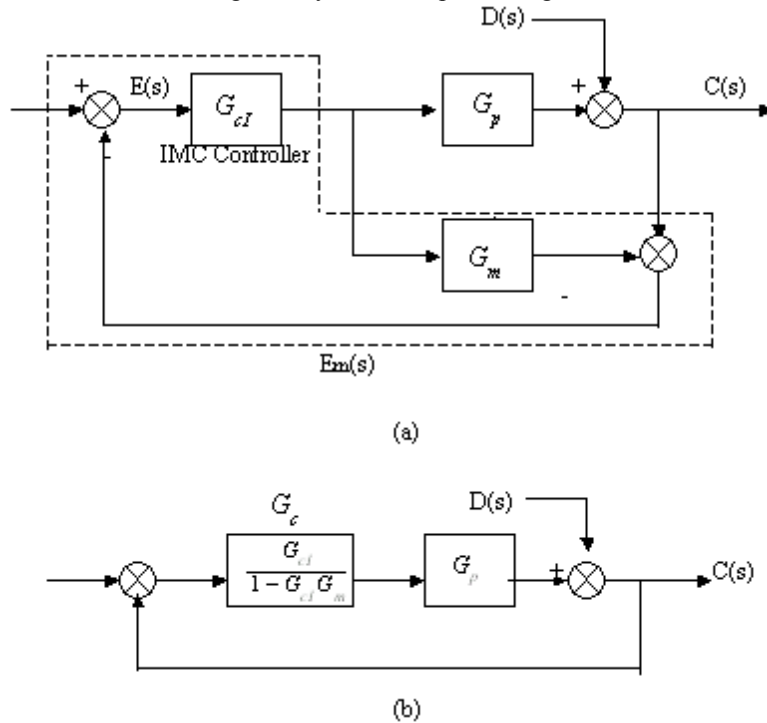 D(s)
+
E(s)
G_cI
IMC Controller
-
G_p
+
C(s)
G_m
-
Em(s)
(a)
G_c
G_cI
1 - G_cI G_m
G_p
D(s)
+
C(s)
(b)